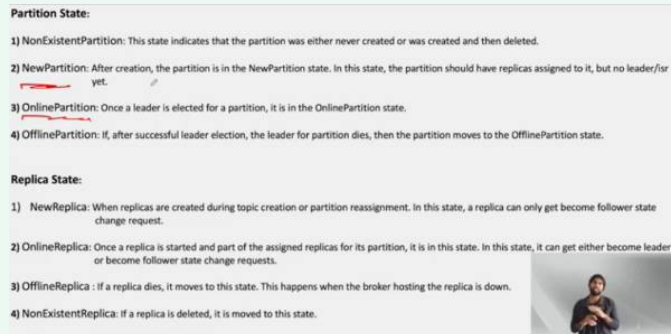 Partition State:
1) NonExistentPartition: This state indicates that the partition was either never created or was created and then deleted.
2) NewPartition: After creation, the partition is in the NewPartition state. In this state, the partition should have replicas assigned to it, but no leader/isr
yet.
3) OnlinePartition: Once a leader is elected for a partition, it is in the OnlinePartition state.
4) OfflinePartition: If, after successful leader election, the leader for partition dies, then the partition moves to the OfflinePartition state.
Replica State:
1) NewReplica: When replicas are created during topic creation or partition reassignment. In this state, a replica can only get become follower state
change request.
2) OnlineReplica: Once a replica is started and part of the assigned replicas for its partition, it is in this state. In this state, it can get either become leader
or become follower state change requests.
3) OfflineReplica : If a replica dies, it moves to this state. This happens when the broker hosting the replica is down.
4) NonExistentReplica: If a replica is deleted, it is moved to this state.